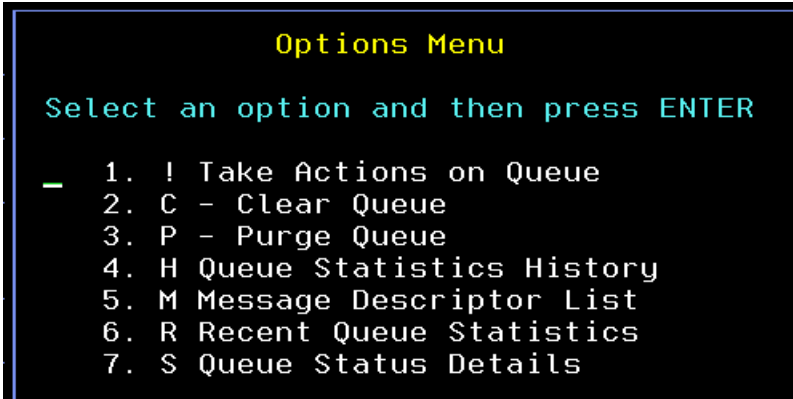 Options Menu
Select an option and then press ENTER
_ 1. ! Take Actions on Queue
2. C – Clear Queue
3. P – Purge Queue
4. H Queue Statistics History
5. M Message Descriptor List
6. R Recent Queue Statistics
7. S Queue Status Details